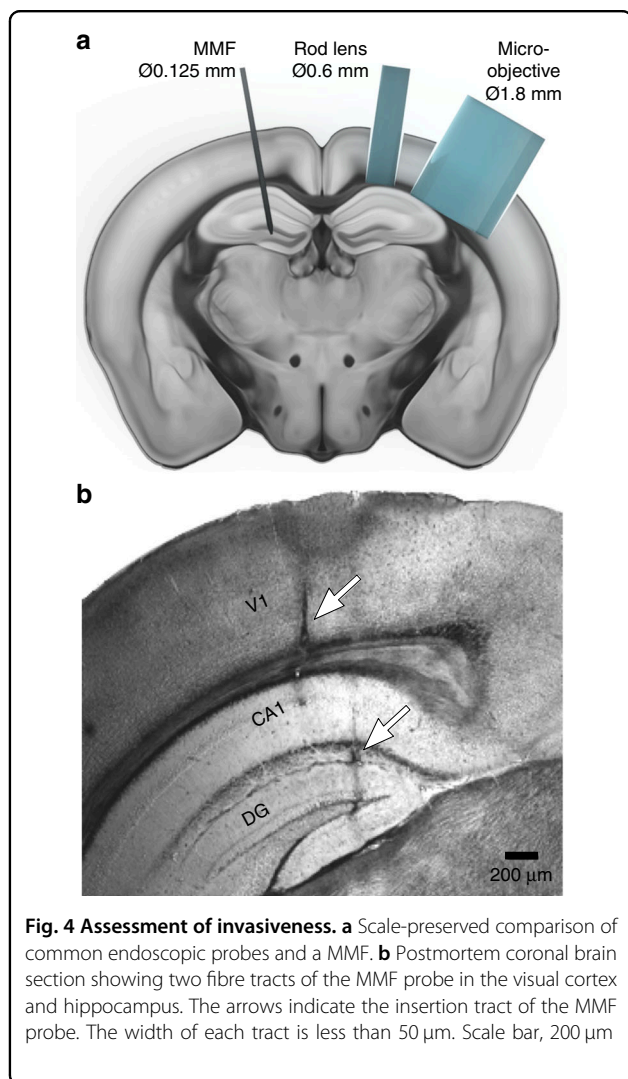 a
MMF
Ø0.125 mm
Rod lens
Ø0.6 mm
Micro-
objective
Ø1.8 mm
b
V1
CA1
DG
200 µm
Fig. 4 Assessment of invasiveness. a Scale-preserved comparison of
common endoscopic probes and a MMF. b Postmortem coronal brain
section showing two fibre tracts of the MMF probe in the visual cortex
and hippocampus. The arrows indicate the insertion tract of the MMF
probe. The width of each tract is less than 50 µm. Scale bar, 200 µm